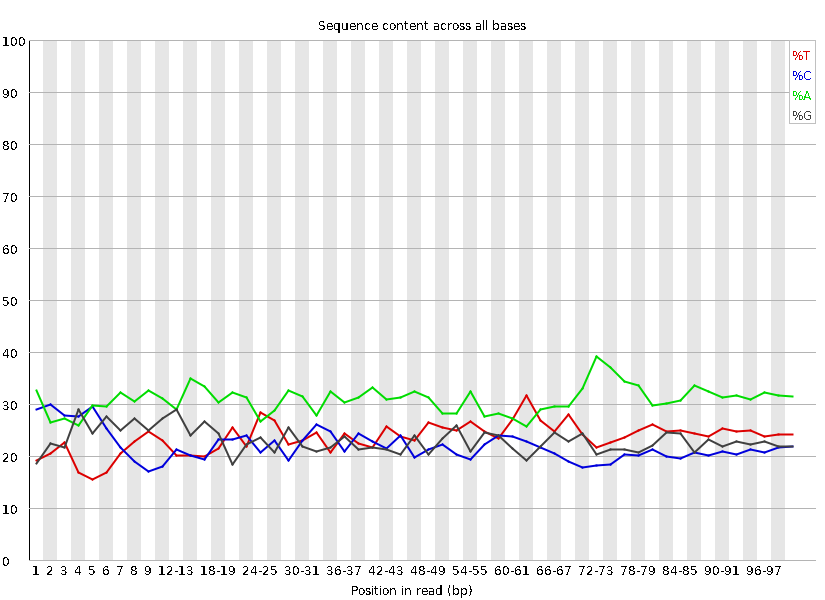 Sequence content across all bases
100
90
80
70
60
50
40
30
20
10
0
%T
%C
%A
%G
1 2 3 4 5 6 7 8 9 12-13 18-19 24-25 30-31 36-37 42-43 48-49 54-55 60-61 66-67 72-73 78-79 84-85 90-91 96-97
Position in read (bp)